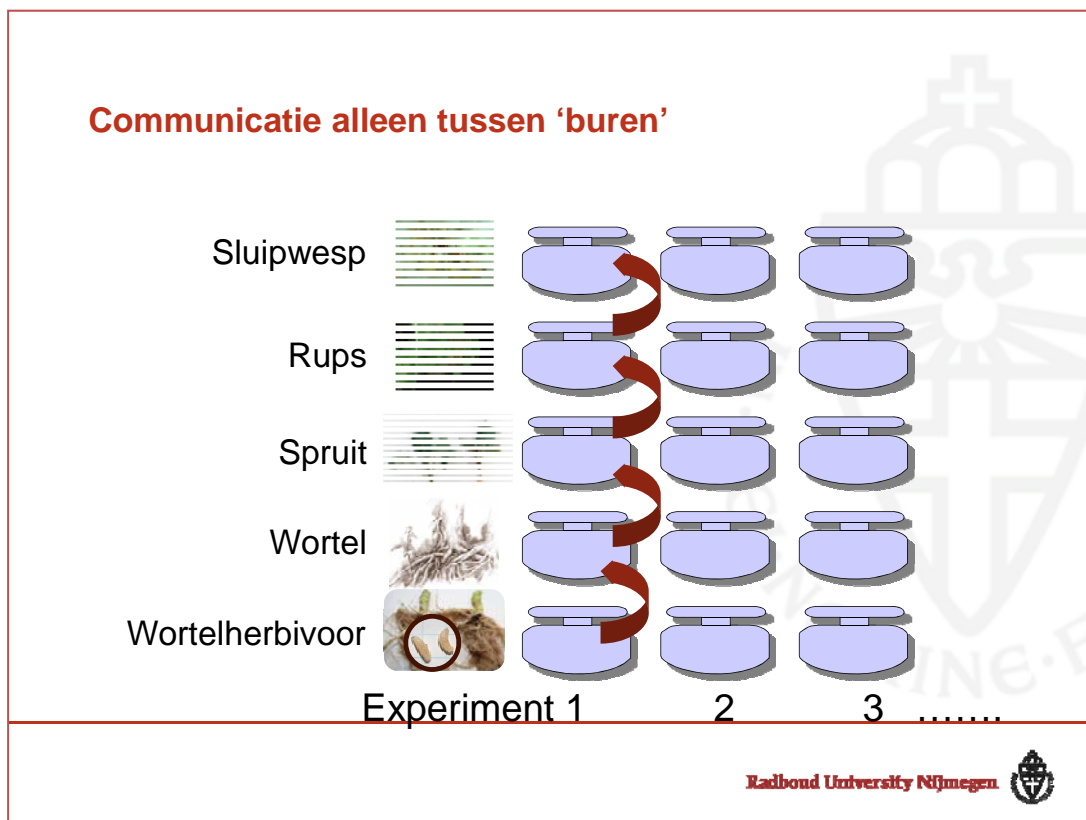 Communicatie alleen tussen ‘buren’
Sluipwesp
Rups
Spruit
Wortel
Wortelherbivoor
Experiment 1 2 3 .......
Radboud University Nijmegen